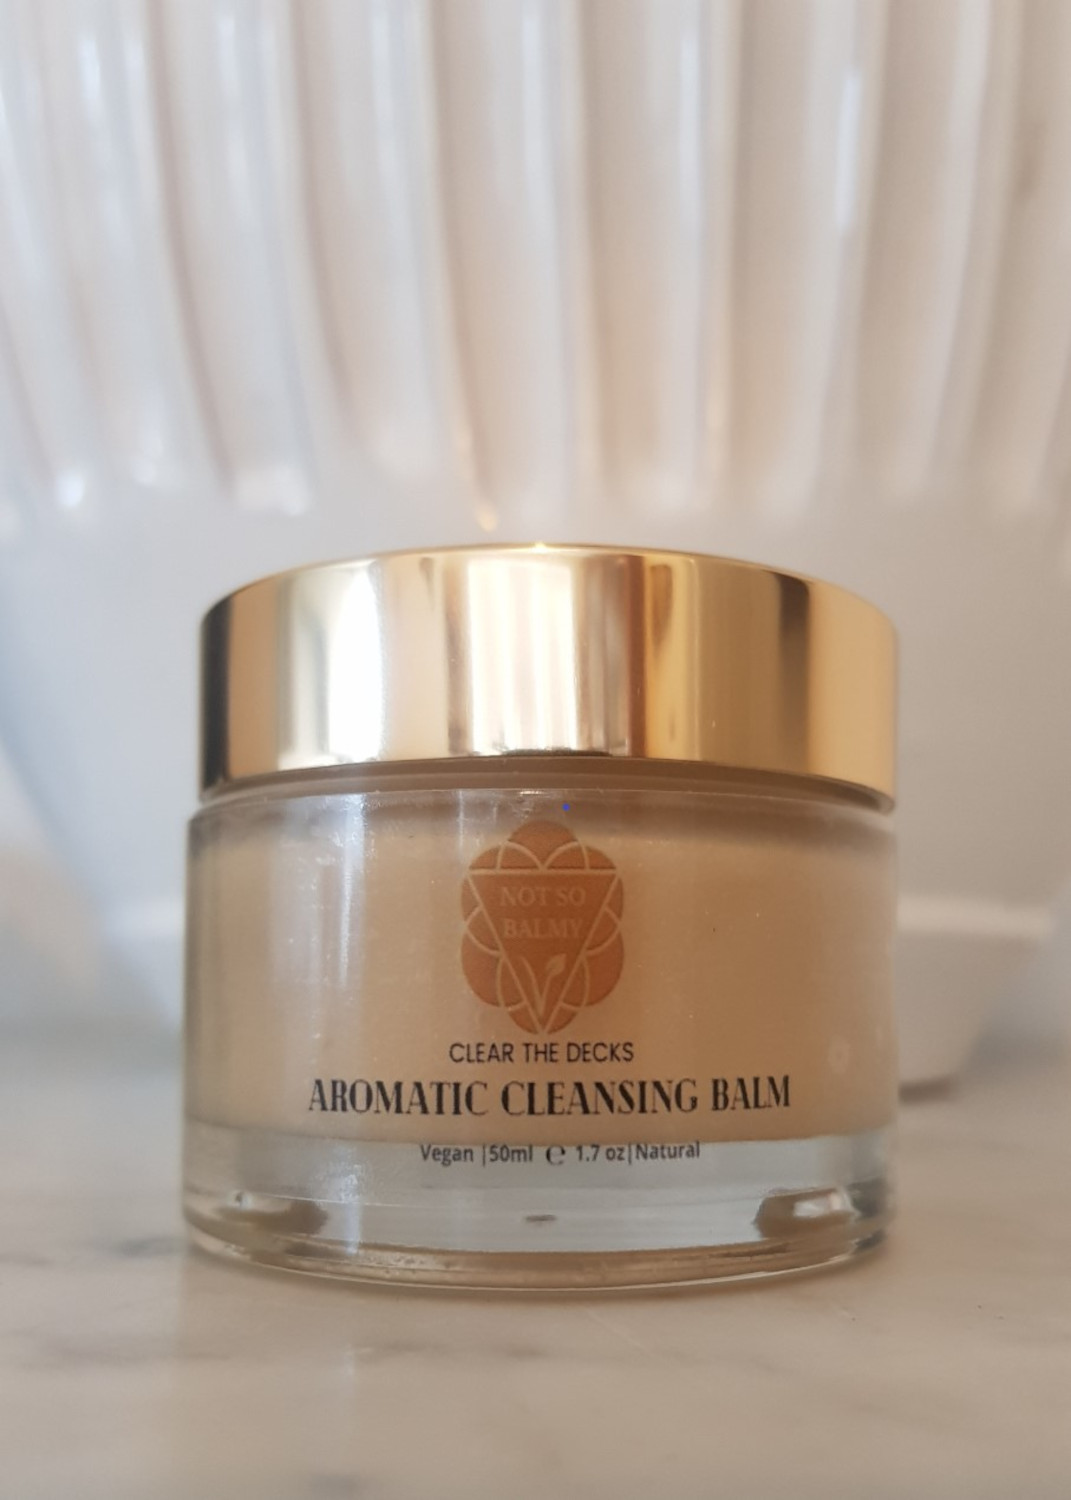 NOT SO
BALMY
CLEAR THE DECKS
AROMATIC CLEANSING BALM
Vegan |50ml ℮ 1.7 oz|Natural